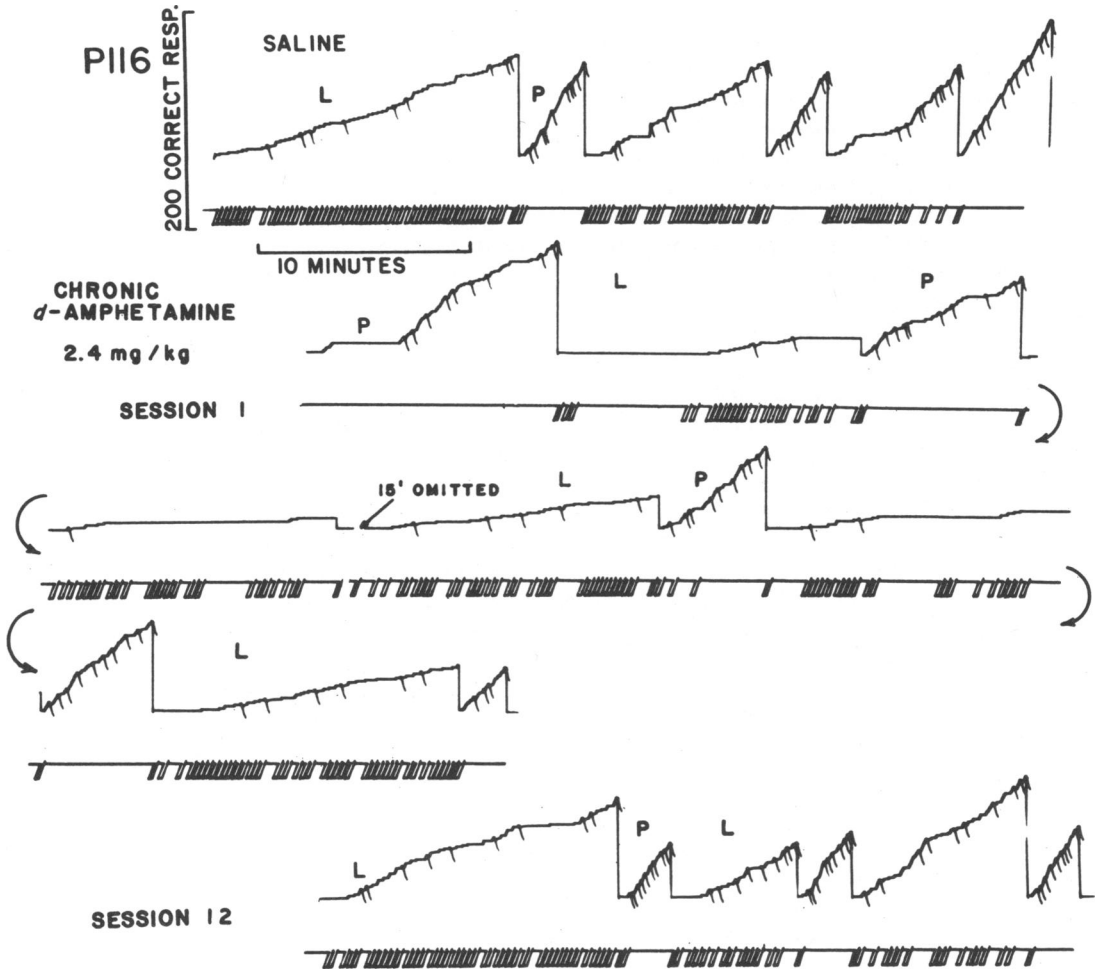 P116
200 CORRECT RESP.
SALINE
L
P
10 MINUTES
CHRONIC
d-AMPHETAMINE
2.4 mg/kg
P
L
P
SESSION 1
15' OMITTED
L
P
L
L
P
L
SESSION 12